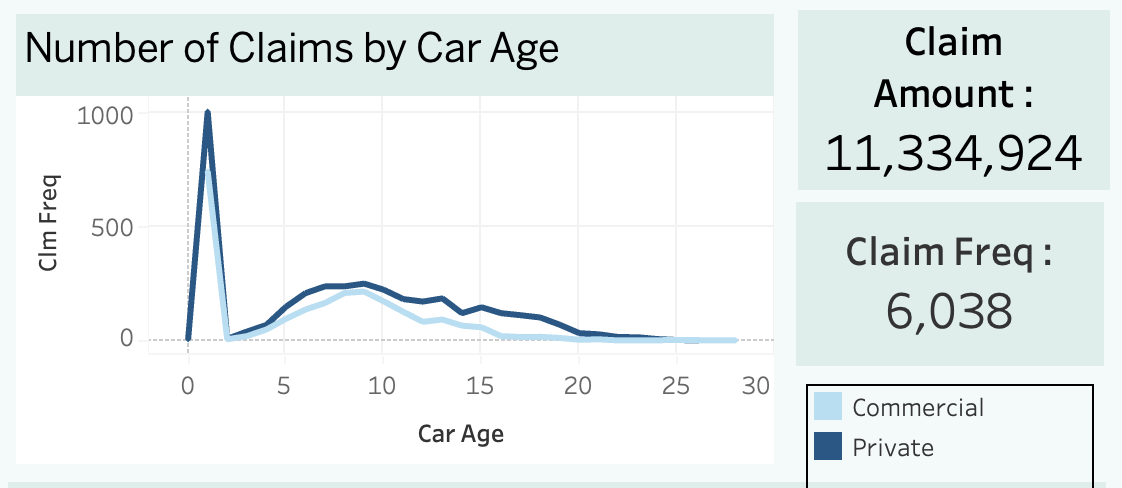 Number of Claims by Car Age
1000
500
0
Clm Freq
0 5 10 15 20 25 30
Car Age
Claim
Amount :
11,334,924
Claim Freq :
6,038
Commercial
Private